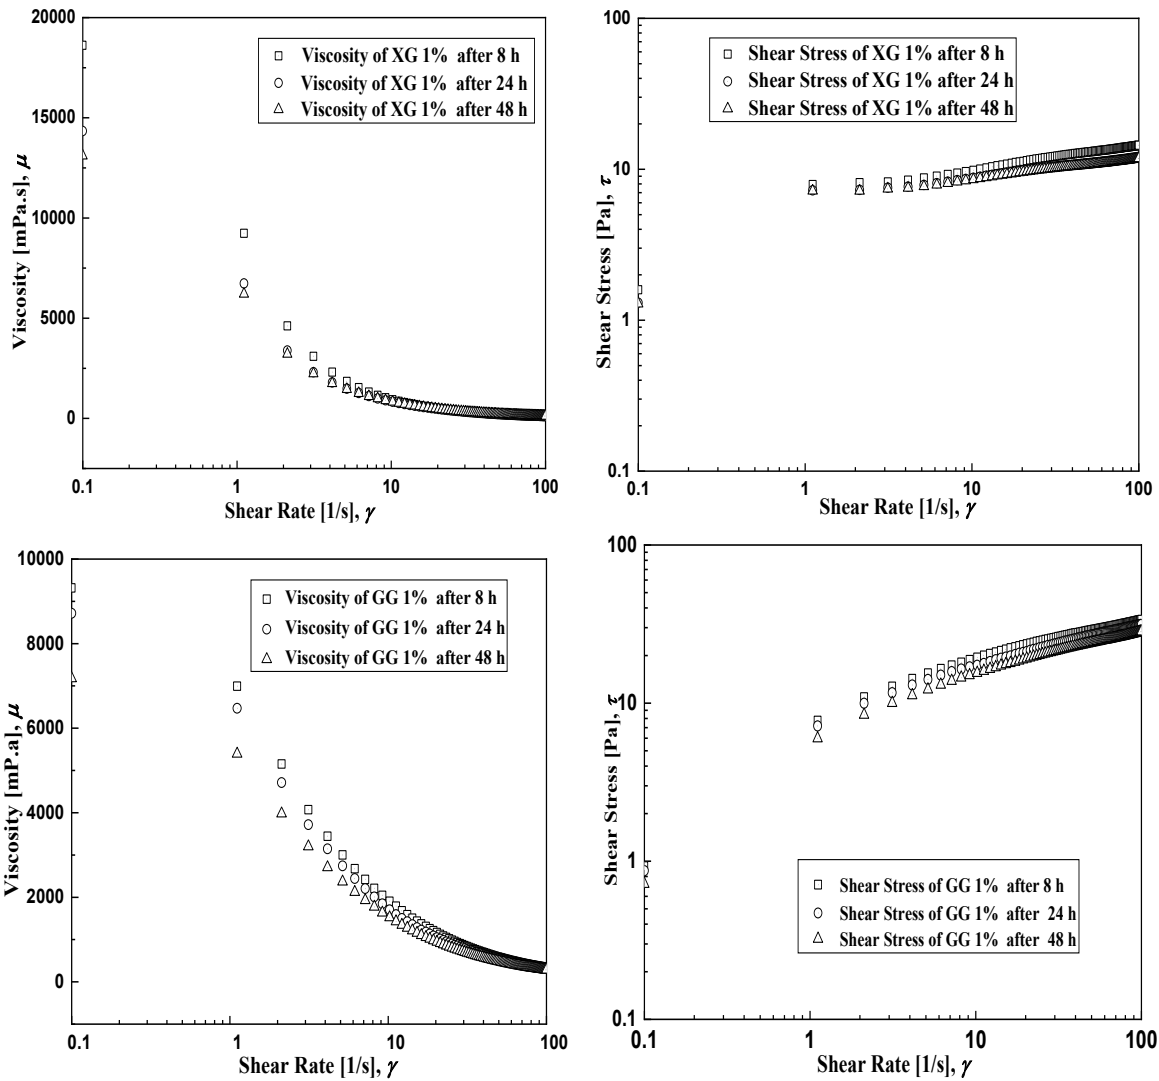 20000
15000
10000
5000
0
Viscosity [mPa.s], μ
Viscosity of XG 1% after 8 h
Viscosity of XG 1% after 24 h
Viscosity of XG 1% after 48 h
0.1 1 10 100
Shear Rate [1/s], γ
100
10
1
0.1
Shear Stress [Pa], τ
Shear Stress of XG 1% after 8 h
Shear Stress of XG 1% after 24 h
Shear Stress of XG 1% after 48 h
0.1 1 10 100
Shear Rate [1/s], γ
10000
8000
6000
4000
2000
0
Viscosity [mP.a], μ
Viscosity of GG 1% after 8 h
Viscosity of GG 1% after 24 h
Viscosity of GG 1% after 48 h
0.1 1 10 100
Shear Rate [1/s], γ
100
10
1
0.1
Shear Stress [Pa], τ
Shear Stress of GG 1% after 8 h
Shear Stress of GG 1% after 24 h
Shear Stress of GG 1% after 48 h
0.1 1 10 100
Shear Rate [1/s], γ